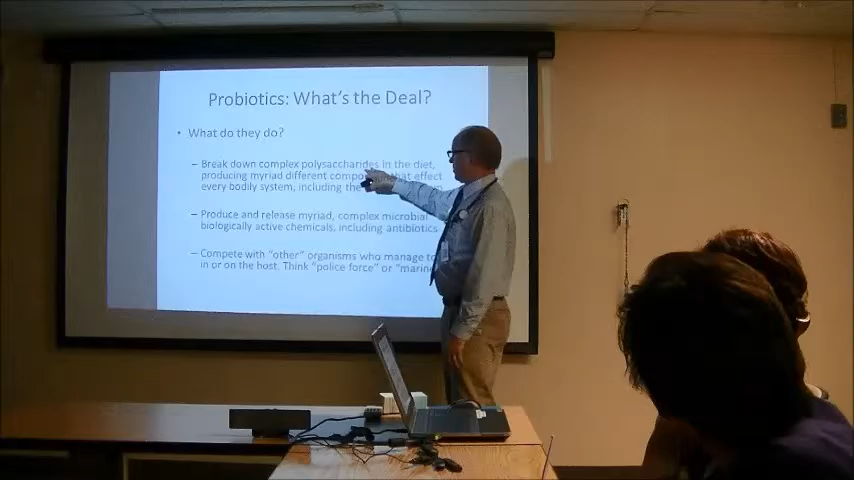 Probiotics: What's the Deal?
• What do they do?
– Break down complex polysaccharides in the diet,
producing myriad different that effect
every bodily system, including the
– Produce and release myriad, complex microbial
biologically active chemicals, including antibiotics
– Compete with "other" organisms who manage to
in or on the host. Think "police force" or